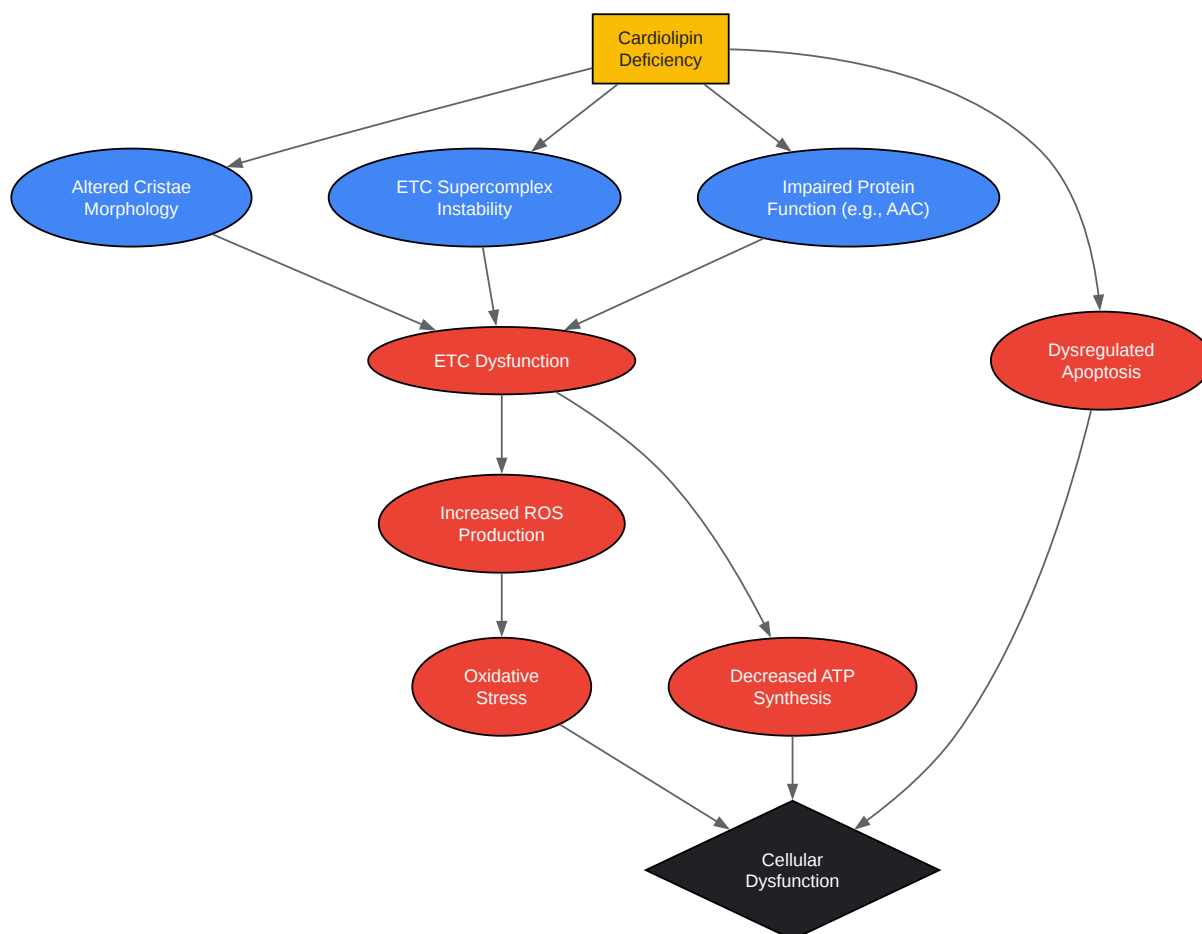 Cardiolipin
Deficiency
Altered Cristae
Morphology
ETC Supercomplex
Instability
Impaired Protein
Function (e.g., AAC)
ETC Dysfunction
Dysregulated
Apoptosis
Increased ROS
Production
Oxidative
Stress
Decreased ATP
Synthesis
Cellular
Dysfunction